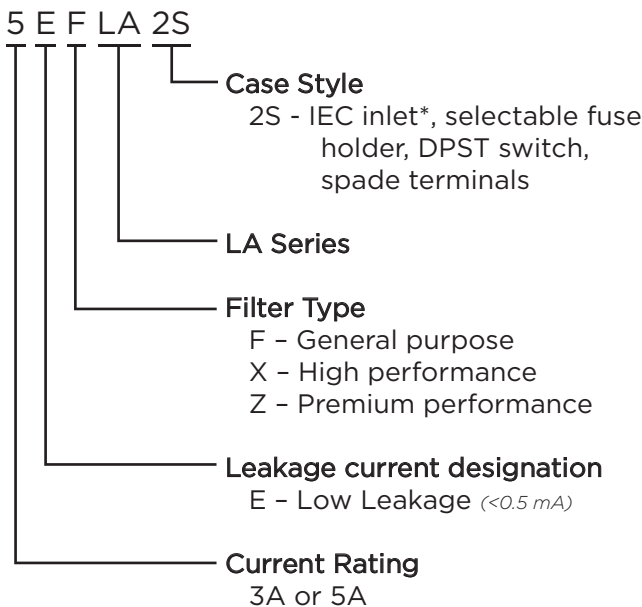 5 E F LA 2S
Case Style
2S - IEC inlet*, selectable fuse
holder, DPST switch,
spade terminals
LA Series
Filter Type
F – General purpose
X – High performance
Z – Premium performance
Leakage current designation
E – Low Leakage (<0.5 mA)
Current Rating
3A or 5A